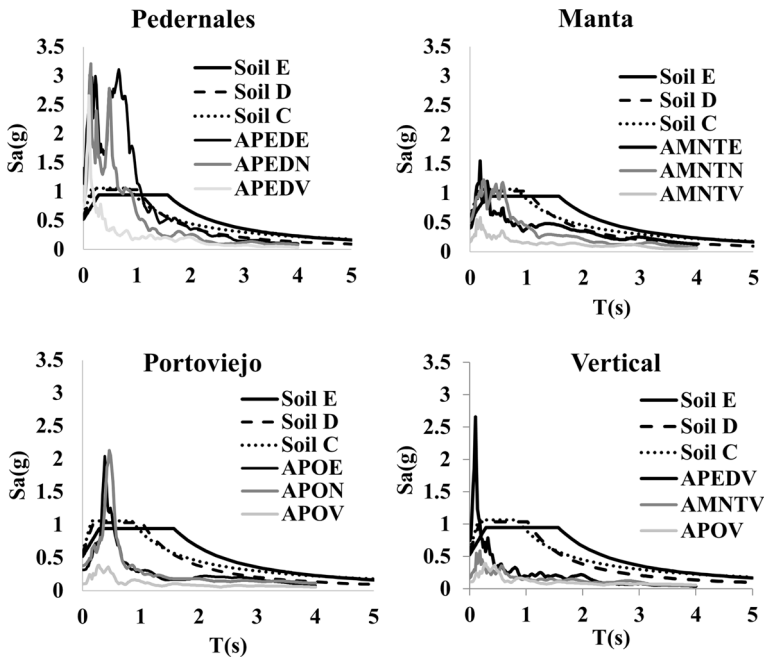 Pedernales
3.5
3
2.5
2
1.5
1
0.5
0
Sa(g)
Soil E
Soil D
Soil C
APEDE
APEDN
APEDV
0 1 2 3 4 5
Manta
3.5
3
2.5
2
1.5
1
0.5
0
Sa(g)
Soil E
Soil D
Soil C
AMNTE
AMNTN
AMNTV
0 1 2 3 4 5
T(s)
Portoviejo
3.5
3
2.5
2
1.5
1
0.5
0
Sa(g)
Soil E
Soil D
Soil C
APOE
APON
APOV
0 1 2 3 4 5
T(s)
Vertical
3.5
3
2.5
2
1.5
1
0.5
0
Sa(g)
Soil E
Soil D
Soil C
APEDV
AMNTV
APOV
0 1 2 3 4 5
T(s)